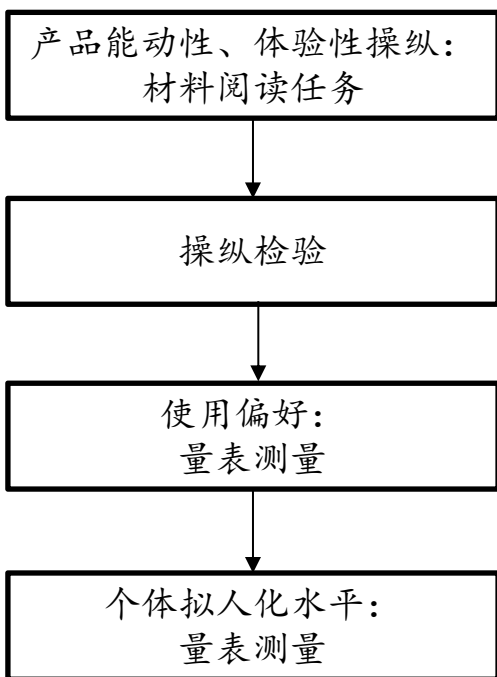 产品能动性、体验性操纵：
材料阅读任务
操纵检验
使用偏好：
量表测量
个体拟人化水平：
量表测量